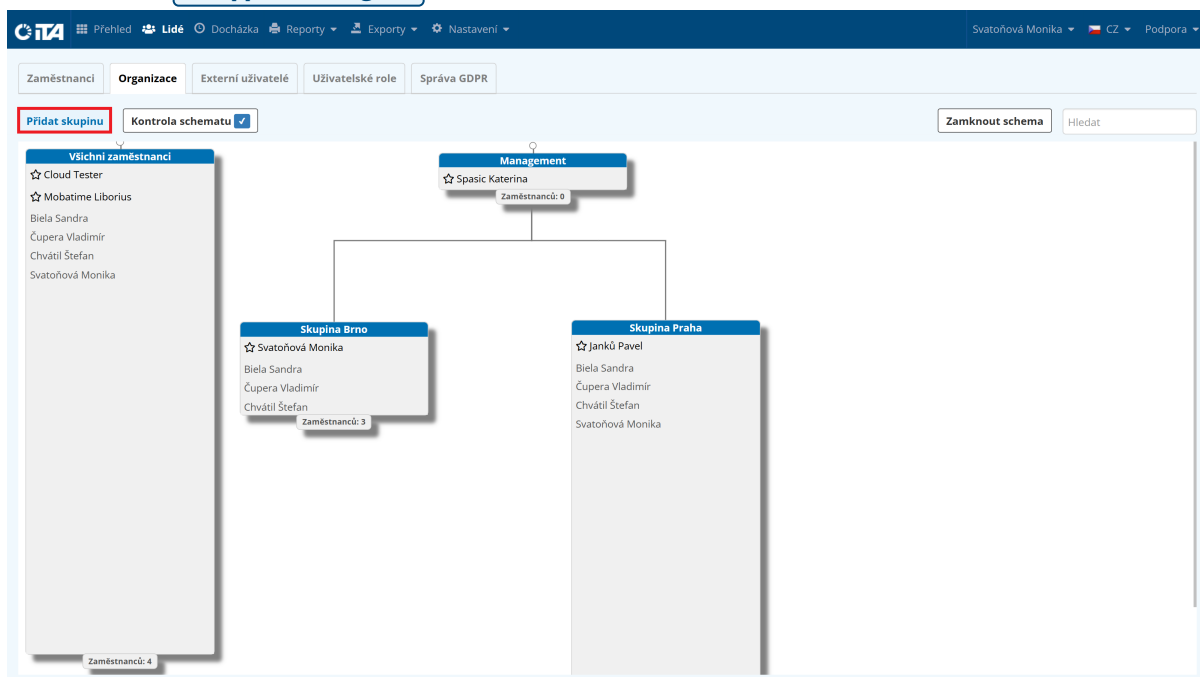 iTA Přehled Lidé Docházka Reporty Exporty Nastavení Svatoňová Monika CZ Podpora
Zaměstnanci Organizace Externí uživatelé Uživatelské role Správa GDPR
Přidat skupinu Kontrola schematu Zamknout schema Hledat
Všichni zaměstnanci
Cloud Tester
Mobatime Liborius
Biela Sandra
Čupera Vladimír
Chvátil Štefan
Svatoňová Monika
Zaměstnanců: 4
Management
Spasic Katerina
Zaměstnanců: 0
Skupina Brno
Svatoňová Monika
Biela Sandra
Čupera Vladimír
Chvátil Štefan
Zaměstnanců: 3
Skupina Praha
Janků Pavel
Biela Sandra
Čupera Vladimír
Chvátil Štefan
Svatoňová Monika